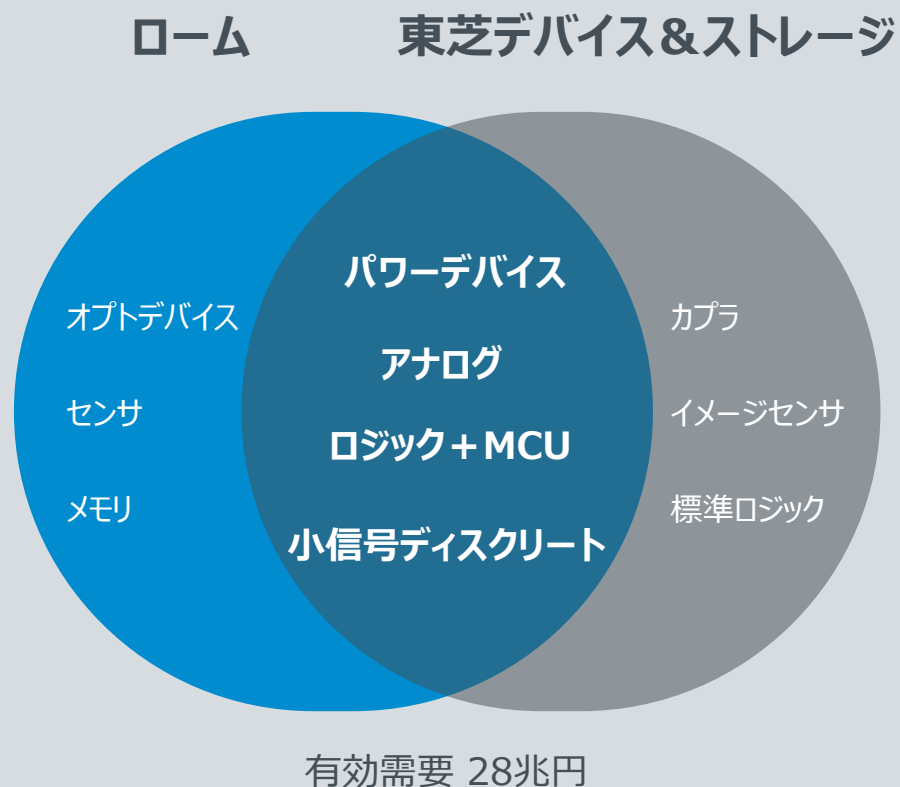 ローム
東芝デバイス＆ストレージ
オプトデバイス
センサ
メモリ
パワーデバイス
アナログ
ロジック＋MCU
小信号ディスクリート
カプラ
イメージセンサ
標準ロジック
有効需要 28兆円